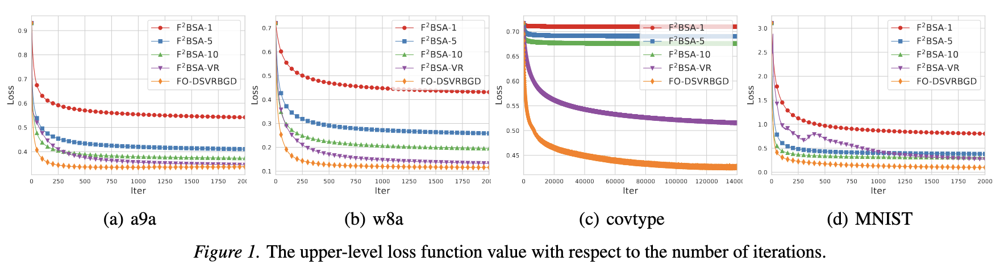 F²BSA-1
F²BSA-5
F²BSA-10
F²BSA-VR
FO-DSVRBGD
0.9
0.8
0.7
0.6
0.5
0.4
Loss
0 250 500 750 1000 1250 1500 1750 200
Iter
(a) a9a
F²BSA-1
F²BSA-5
F²BSA-10
F²BSA-VR
FO-DSVRBGD
0.7
0.6
0.5
0.4
0.3
0.2
0.1
Loss
0 250 500 750 1000 1250 1500 1750 200
Iter
(b) w8a
F²BSA-1
F²BSA-5
F²BSA-10
F²BSA-VR
FO-DSVRBGD
0.70
0.65
0.60
0.55
0.50
0.45
Loss
0 20000 40000 60000 80000 100000 120000 14000
Iter
(c) covtype
F²BSA-1
F²BSA-5
F²BSA-10
F²BSA-VR
FO-DSVRBGD
3.0
2.5
2.0
1.5
1.0
0.5
0.0
Loss
0 250 500 750 1000 1250 1500 1750 2000
Iter
(d) MNIST
Figure 1. The upper-level loss function value with respect to the number of iterations.